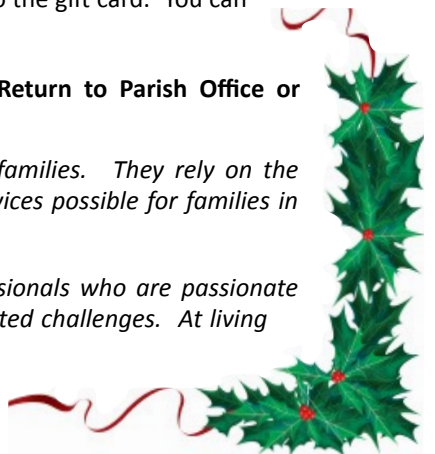 the gift card. You can
Return to Parish Office or
families. They rely on the
vices possible for families in
sionals who are passionate
ted challenges. At living